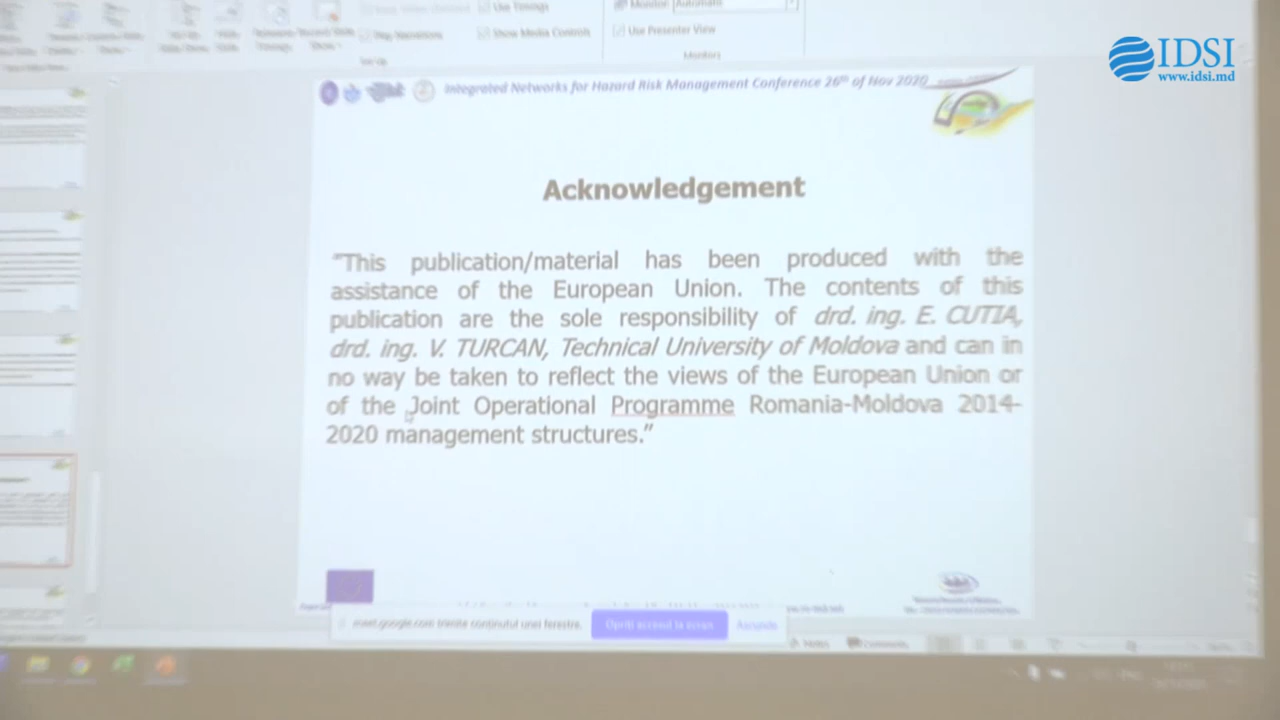 Use Timings
Monitor: Automatic
Show Media Controls
Use Presenter View
Monitors
IDSI
www.idsi.md
Integrated Networks for Hazard Risk Management Conference 26th of Nov 2020
Acknowledgement
"This publication/material has been produced with the
assistance of the European Union. The contents of this
publication are the sole responsibility of drd. ing. E. CUTIA,
drd. ing. V. TURCAN, Technical University of Moldova and can in
no way be taken to reflect the views of the European Union or
of the Joint Operational Programme Romania-Moldova 2014-
2020 management structures."
meet.google.com trimite conținutul unei ferestre.
Opriți accesul la ecran
Ascunde
Notes
Comments